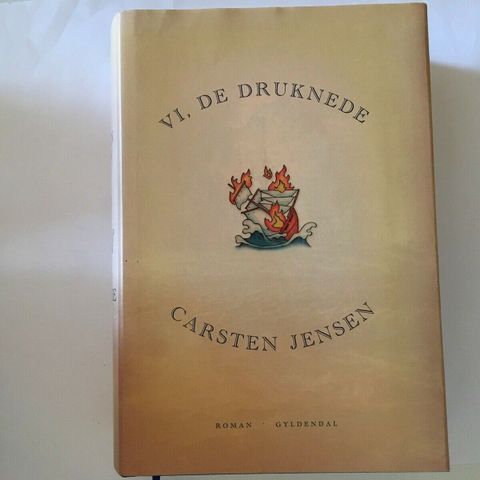 VI, DE DRUKNEDE
CARSTEN JENSEN
ROMAN · GYLDENDAL